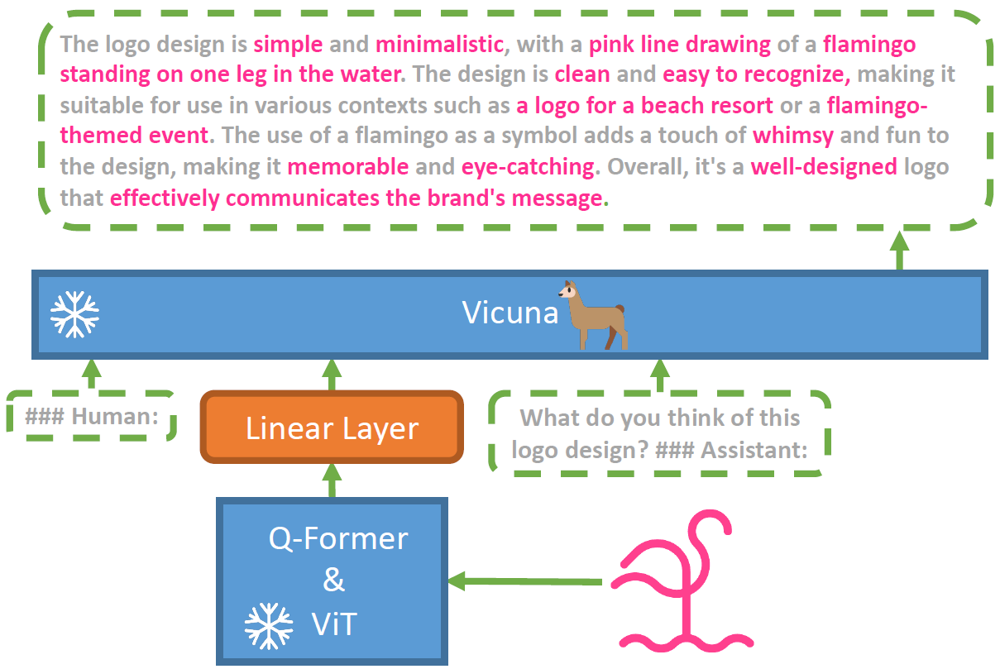 The logo design is simple and minimalistic, with a pink line drawing of a flamingo
standing on one leg in the water. The design is clean and easy to recognize, making it
suitable for use in various contexts such as a logo for a beach resort or a flamingo-
themed event. The use of a flamingo as a symbol adds a touch of whimsy and fun to
the design, making it memorable and eye-catching. Overall, it's a well-designed logo
that effectively communicates the brand's message.
Vicuna
### Human:
Linear Layer
What do you think of this
logo design? ### Assistant:
Q-Former
&
ViT